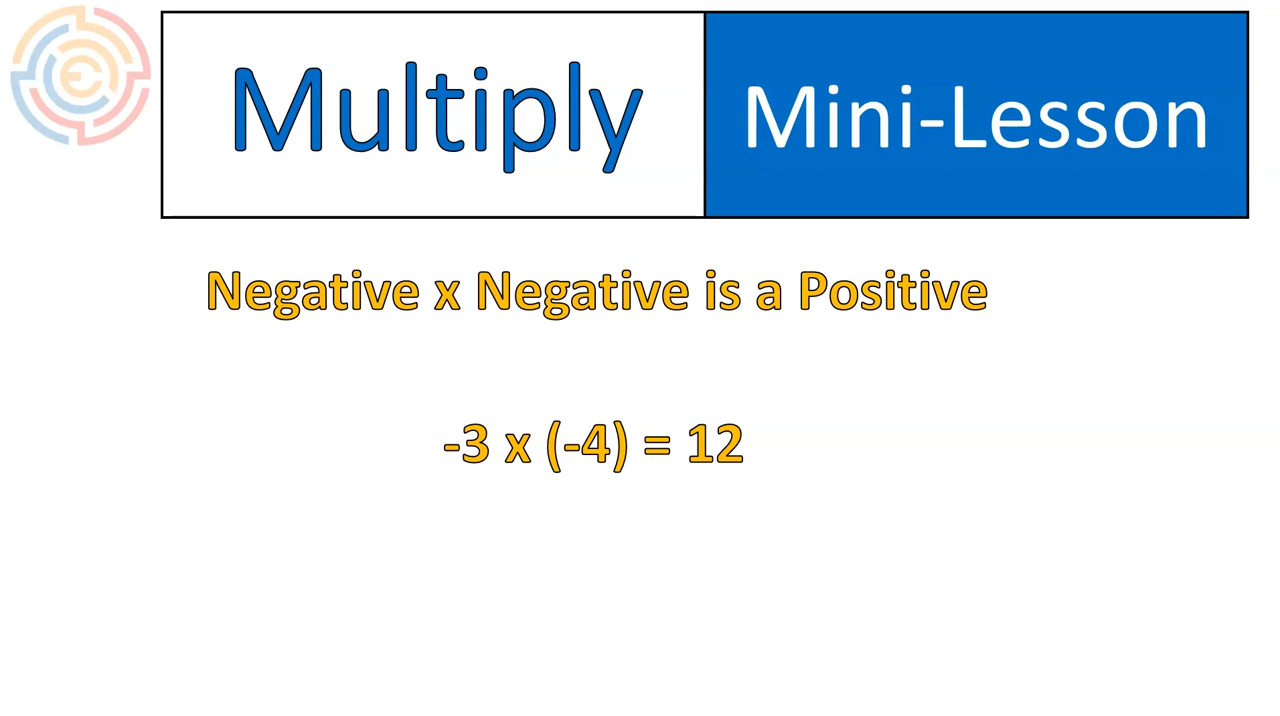 Multiply Mini-Lesson
Negative x Negative is a Positive
-3 x (-4) = 12